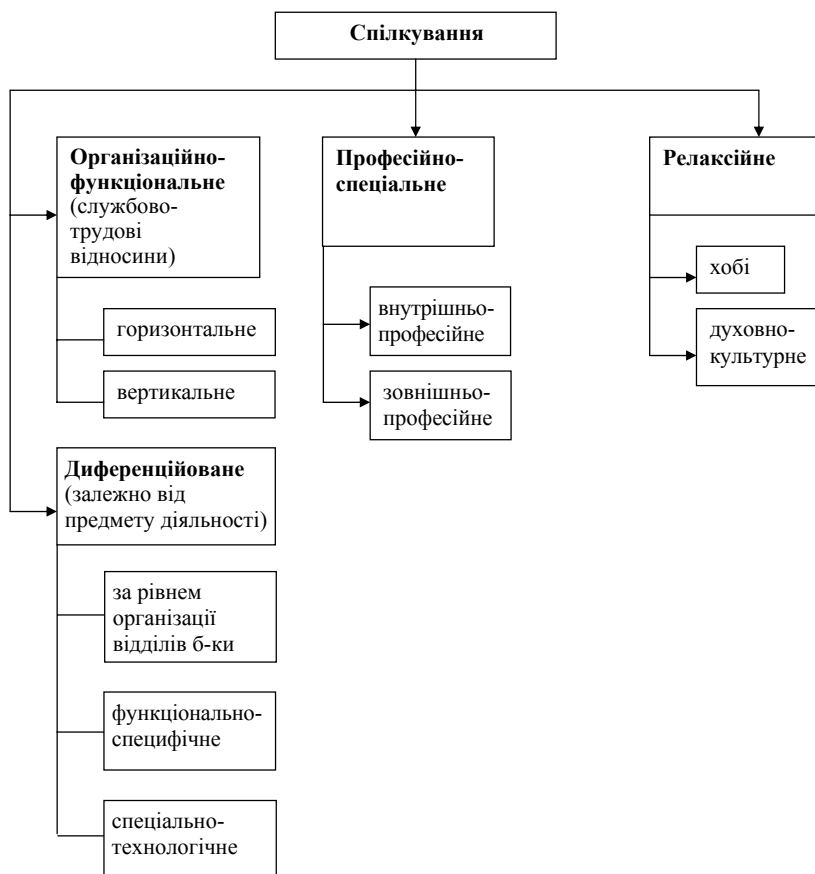 Спілкування
Організаційно-
функціональне
(службово-
трудові
відносини)
горизонтальне
вертикальне
Диференційоване
(залежно від
предмету діяльності)
за рівнем
організації
відділів б-ки
функціонально-
специфічне
спеціально-
технологічне
Професійно-
спеціальне
внутрішньо-
професійне
зовнішньо-
професійне
Релаксійне
хобі
духовно-
культурне